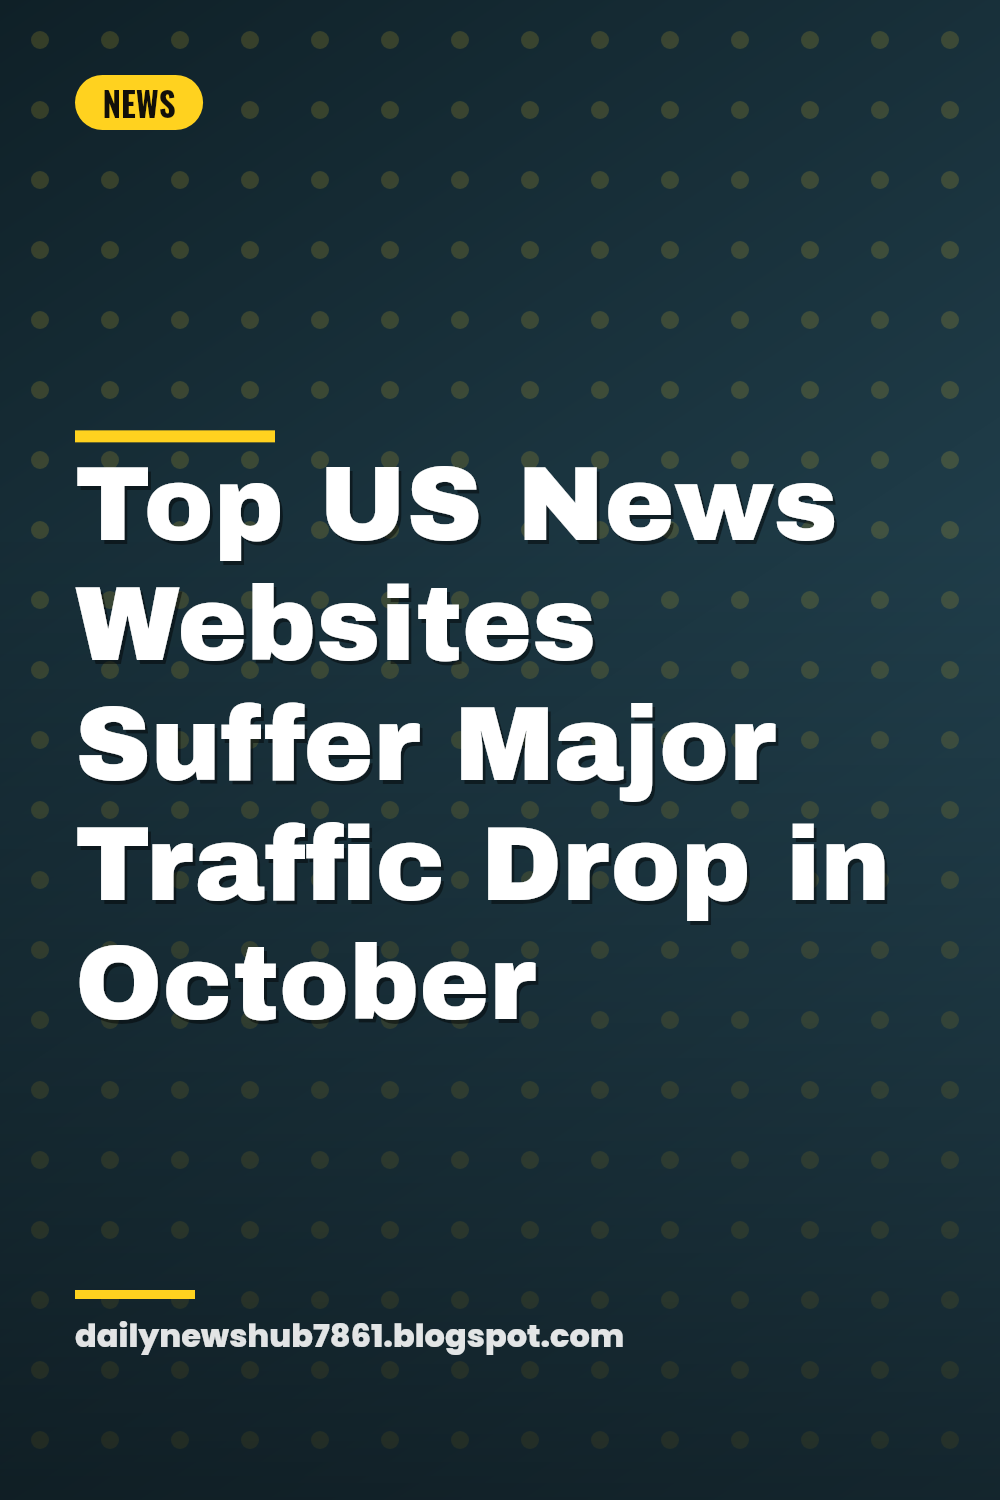 NEWS
Top US News
Websites
Suffer Major
Traffic Drop in
October
dailynewshub7861.blogspot.com